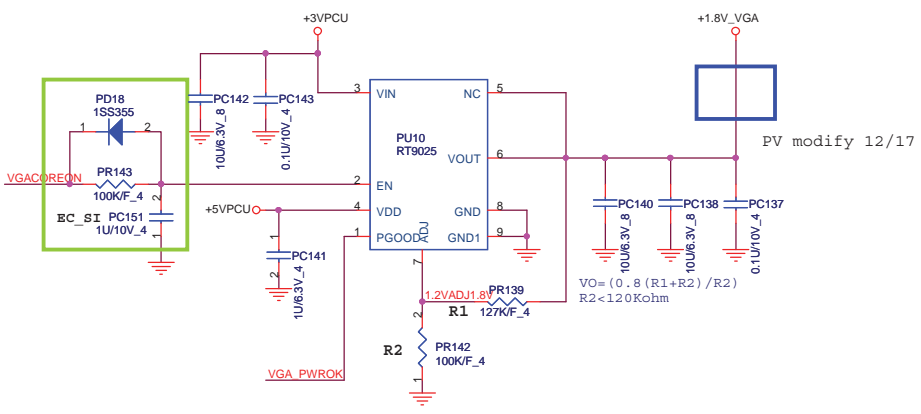 +3VPCU
+1.8V_VGA
PD18
1SS355
1
2
PC142
10U/6.3V_8
PC143
0.1U/10V_4
3
VIN
NC
5
PU10
RT9025
VOUT
6
PV modify 12/17
VGACOREON
PR143
100K/F_4
2
EN
EC_SI
2
PC151
1U/10V_4
1
+5VPCU
4
VDD
GND
8
1
PGOOD
ADJ
GND1
9
7
1
PC141
2
1U/6.3V_4
PC140
10U/6.3V_8
PC138
10U/6.3V_8
PC137
0.1U/10V_4
VO=(0.8(R1+R2)/R2)
R2<120Kohm
1.2VADJ1.8V
PR139
R1
127K/F_4
2
R2
PR142
100K/F_4
1
VGA_PWROK